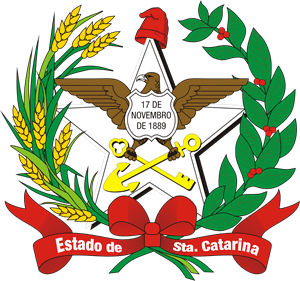 17 DE
NOVEMBRO
DE 1889
Estado de Sta. Catarina